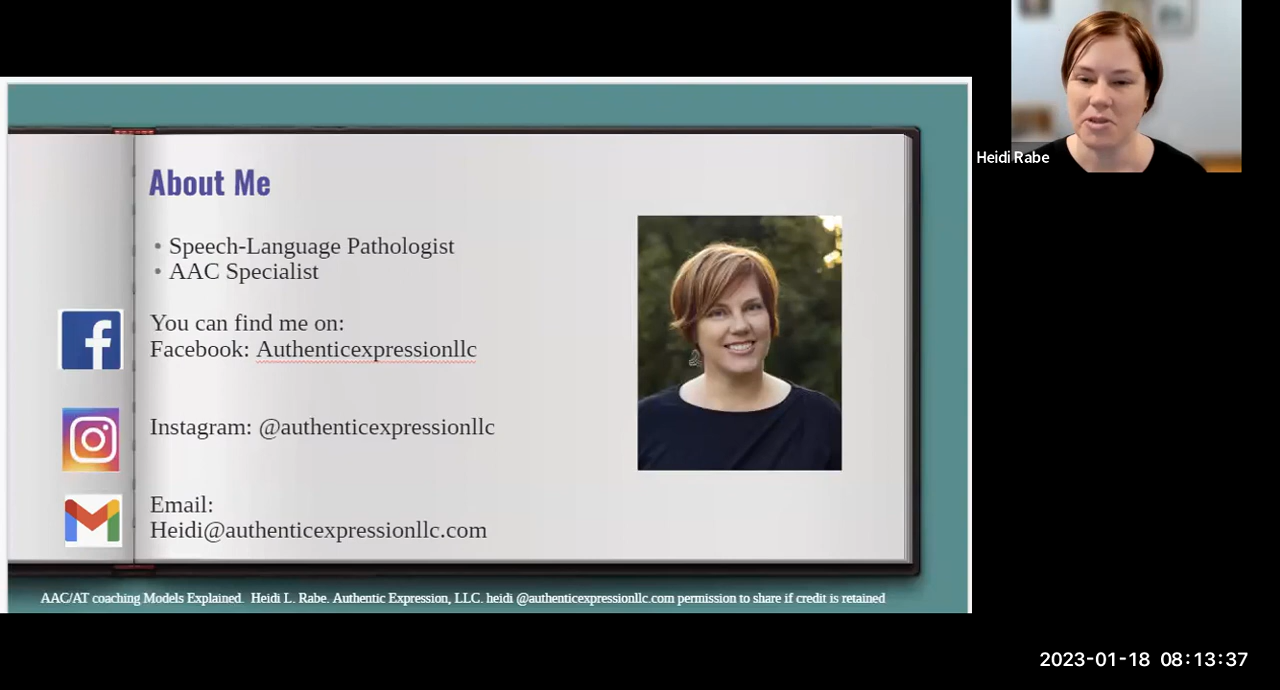 About Me
• Speech-Language Pathologist
• AAC Specialist
You can find me on:
Facebook: Authenticexpressionllc
Instagram: @authenticexpressionllc
Email:
Heidi@authenticexpressionllc.com
AAC/AT coaching Models Explained. Heidi L. Rabe. Authentic Expression, LLC. heidi @authenticexpressionllc.com permission to share if credit is retained
Heidi Rabe
2023-01-18 08:13:37